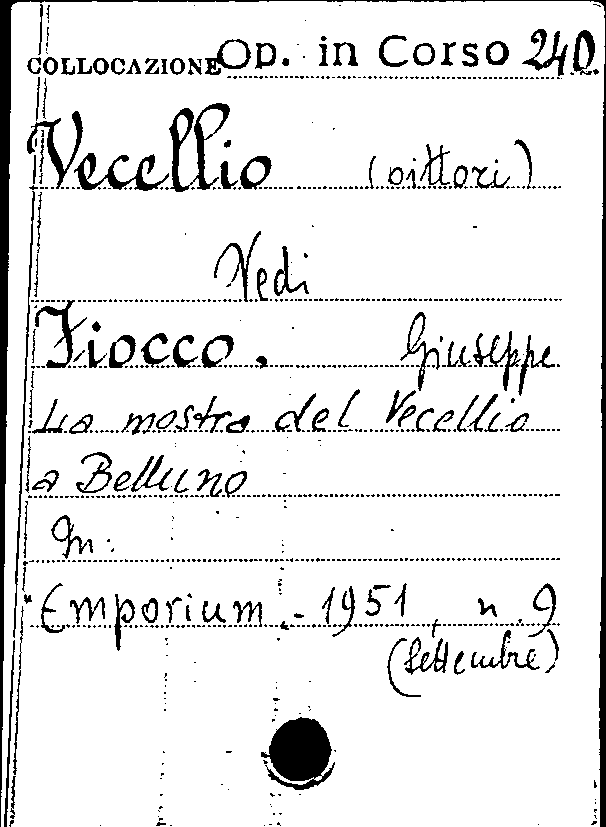 COLLOCAZIONE Op. in Corso 240.
Vecellio (pittori)
Vedi
Fiocco. Giuseppe
La mostra del Vecellio
a Belluno
In:
Emporium.- 1951, n. 9
(Settembre)